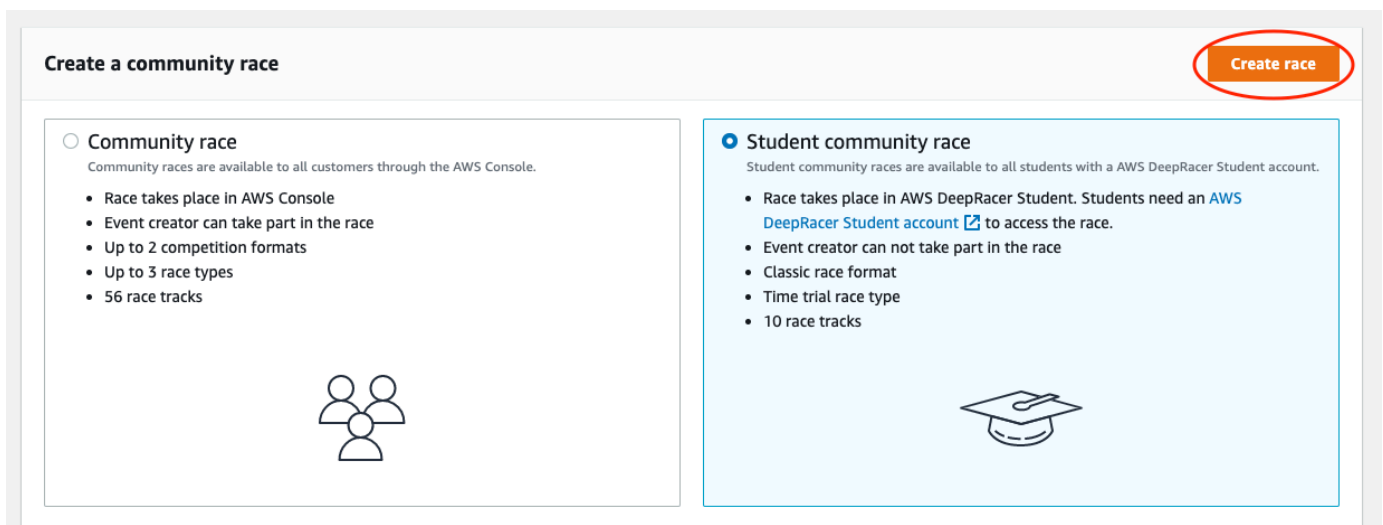 Create a community race
Create race
Community race
Community races are available to all customers through the AWS Console.
• Race takes place in AWS Console
• Event creator can take part in the race
• Up to 2 competition formats
• Up to 3 race types
• 56 race tracks
Student community race
Student community races are available to all students with a AWS DeepRacer Student account.
• Race takes place in AWS DeepRacer Student. Students need an AWS
DeepRacer Student account to access the race.
• Event creator can not take part in the race
• Classic race format
• Time trial race type
• 10 race tracks